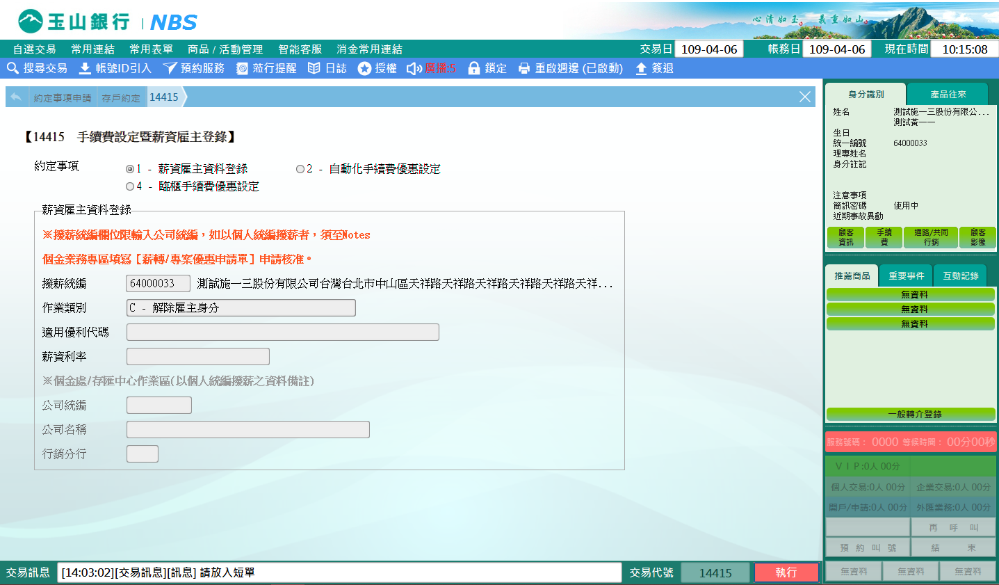 玉山銀行 | NBS
心清如玉 義重如山
自選交易 常用連結 常用表單 商品 / 活動管理 智能客服 消金常用連結 交易日 109-04-06 帳務日 109-04-06 現在時間 10:15:08
搜尋交易 帳號ID引入 預約服務 蒞行提醒 日誌 授權 廣播:5 鎖定 重啟週邊 (已啟動) 簽退
約定事項申請 存戶約定 14415
【14415 手續費設定暨薪資雇主登錄】
約定事項
1 - 薪資雇主資料登錄 2 - 自動化手續費優惠設定
4 - 臨櫃手續費優惠設定
薪資雇主資料登錄
※撥薪統編欄位限輸入公司統編，如以個人統編撥薪者，須至Notes
個金業務專區填寫［薪轉/專案優惠申請單］申請核准。
撥薪統編 64000033 測試施一三股份有限公司台灣台北市中山區天祥路天祥路天祥路天祥路天祥路天祥...
作業類別 C - 解除雇主身分
適用優利代碼
薪資利率
※個金處/存匯中心作業區(以個人統編撥薪之資料備註)
公司統編
公司名稱
行銷分行
交易訊息 [14:03:02][交易訊息][訊息] 請放入短單 交易代號 14415 執行
身分識別 產品往來
姓名 測試施一三股份有限公...
測試黃一一
生日
統一編號 64000033
理專姓名
身分註記
注意事項
簡訊密碼 使用中
近期事故異動
顧客資訊 手續費 通路/共同行銷 顧客影像
推薦商品 重要事件 互動記錄
無資料
無資料
無資料
一般轉介登錄
服務號碼： 0000 等候時間： 00分00秒
ＶＩＰ:0人 00分
個人交易:0人 00分 企業交易:0人 00分
開戶/申請:0人 00分 外匯業務:0人 00分
再 呼 叫
預 約 叫 號 結 束
無資料 無資料 無資料